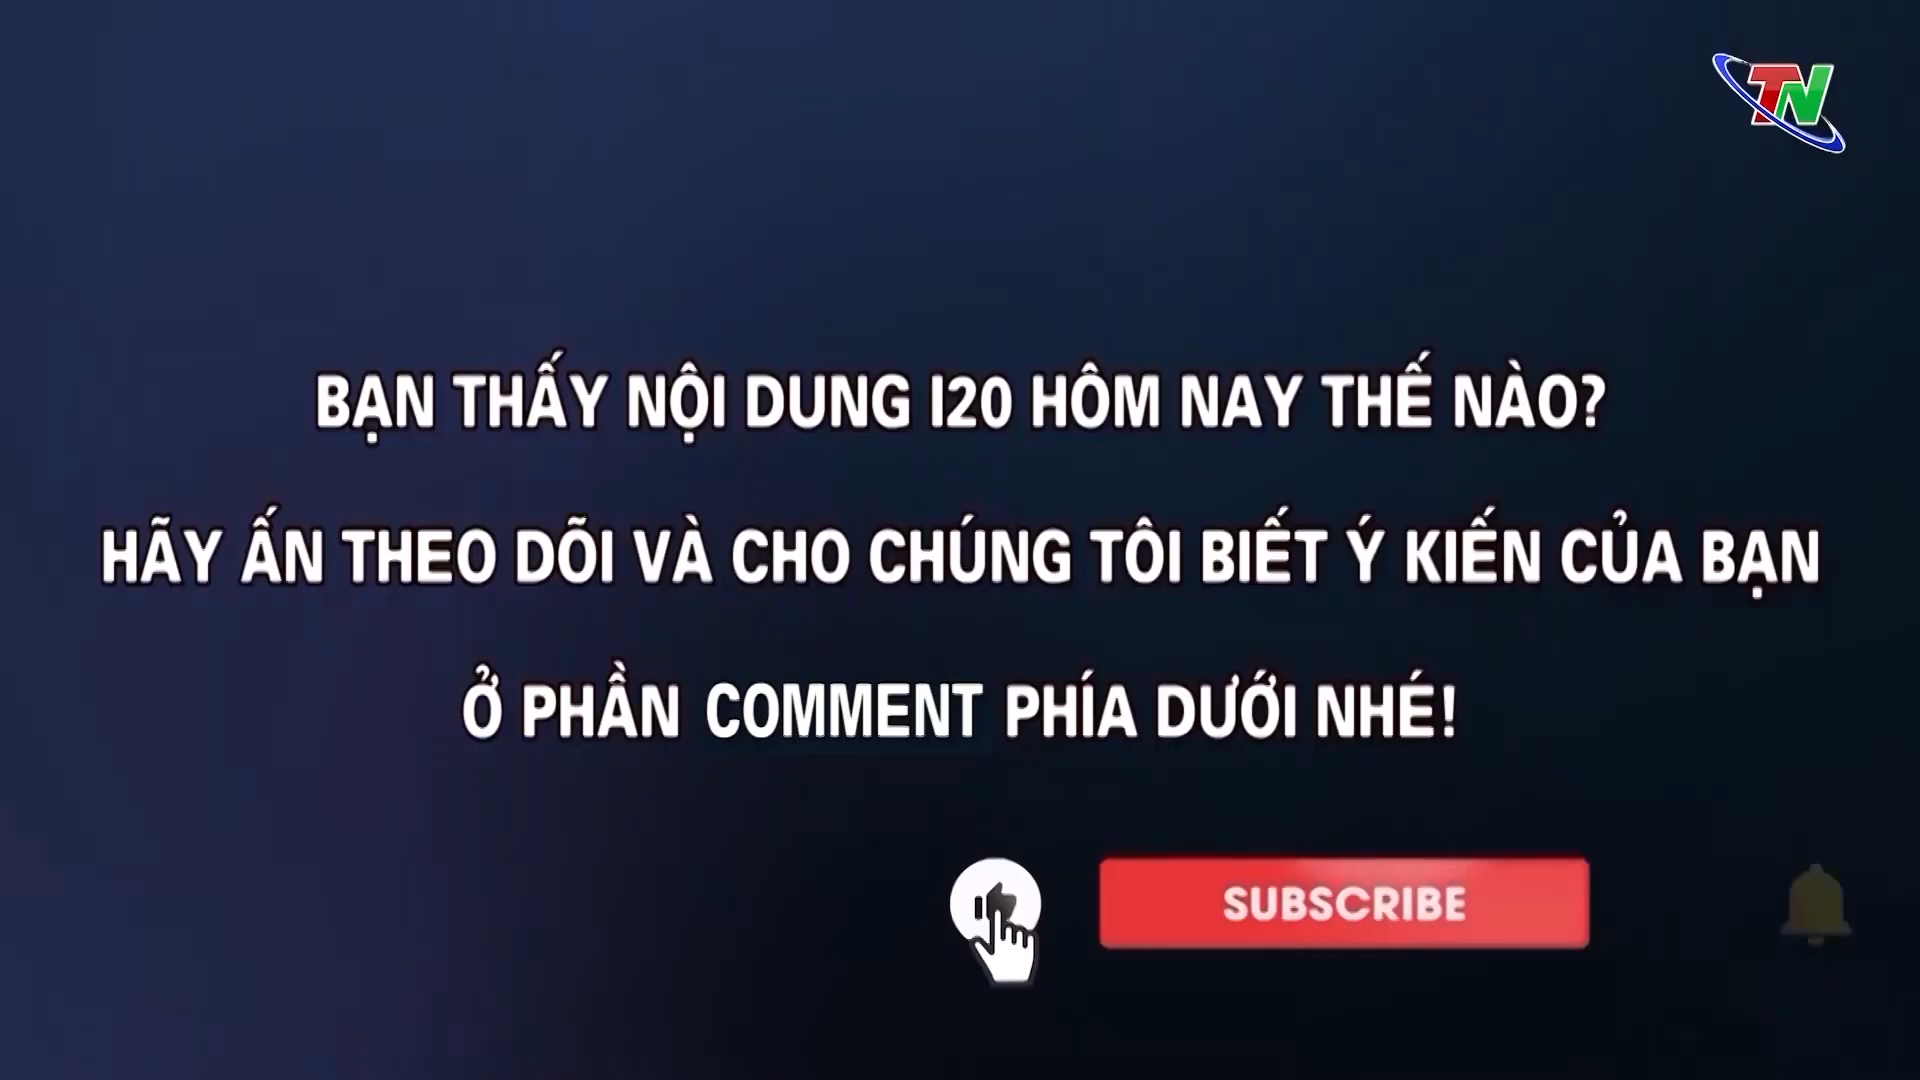 TN
BẠN THẤY NỘI DUNG I20 HÔM NAY THẾ NÀO?
HÃY ẤN THEO DÕI VÀ CHO CHÚNG TÔI BIẾT Ý KIẾN CỦA BẠN
Ở PHẦN COMMENT PHÍA DƯỚI NHÉ!
SUBSCRIBE